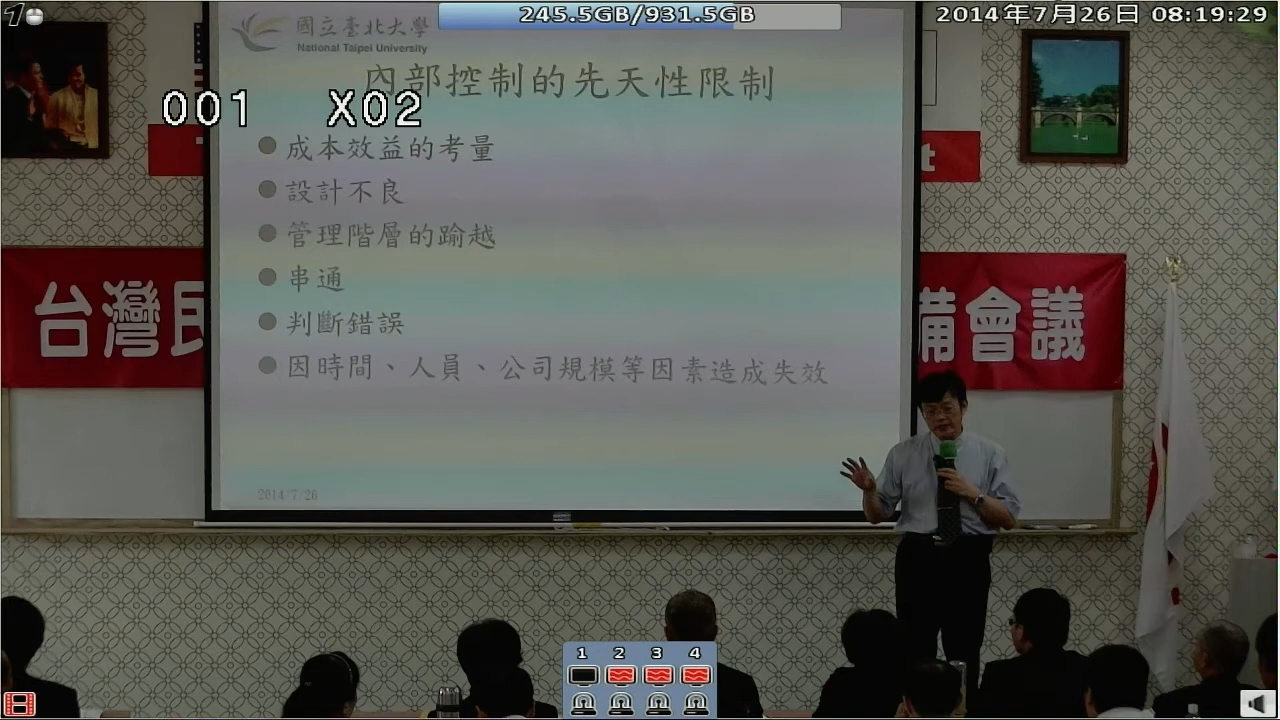 1
245.5GB/931.5GB
2014年7月26日 08:19:29
國立臺北大學
National Taipei University
內部控制的先天性限制
001 X02
成本效益的考量
設計不良
管理階層的踰越
串通
判斷錯誤
因時間、人員、公司規模等因素造成失效
台灣民
備會議
t
2014/7/26
1 2 3 4